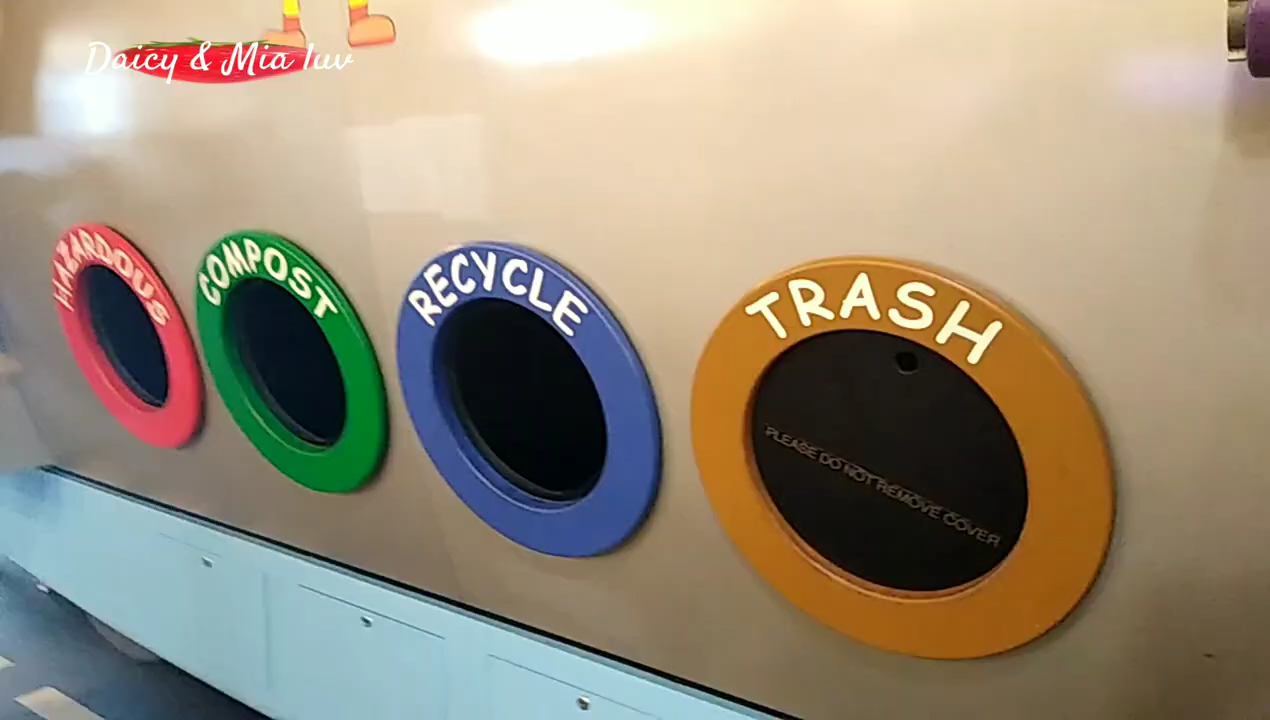 Daicy & Mia luv
HAZARDOUS
COMPOST
RECYCLE
TRASH
PLEASE DO NOT REMOVE COVER